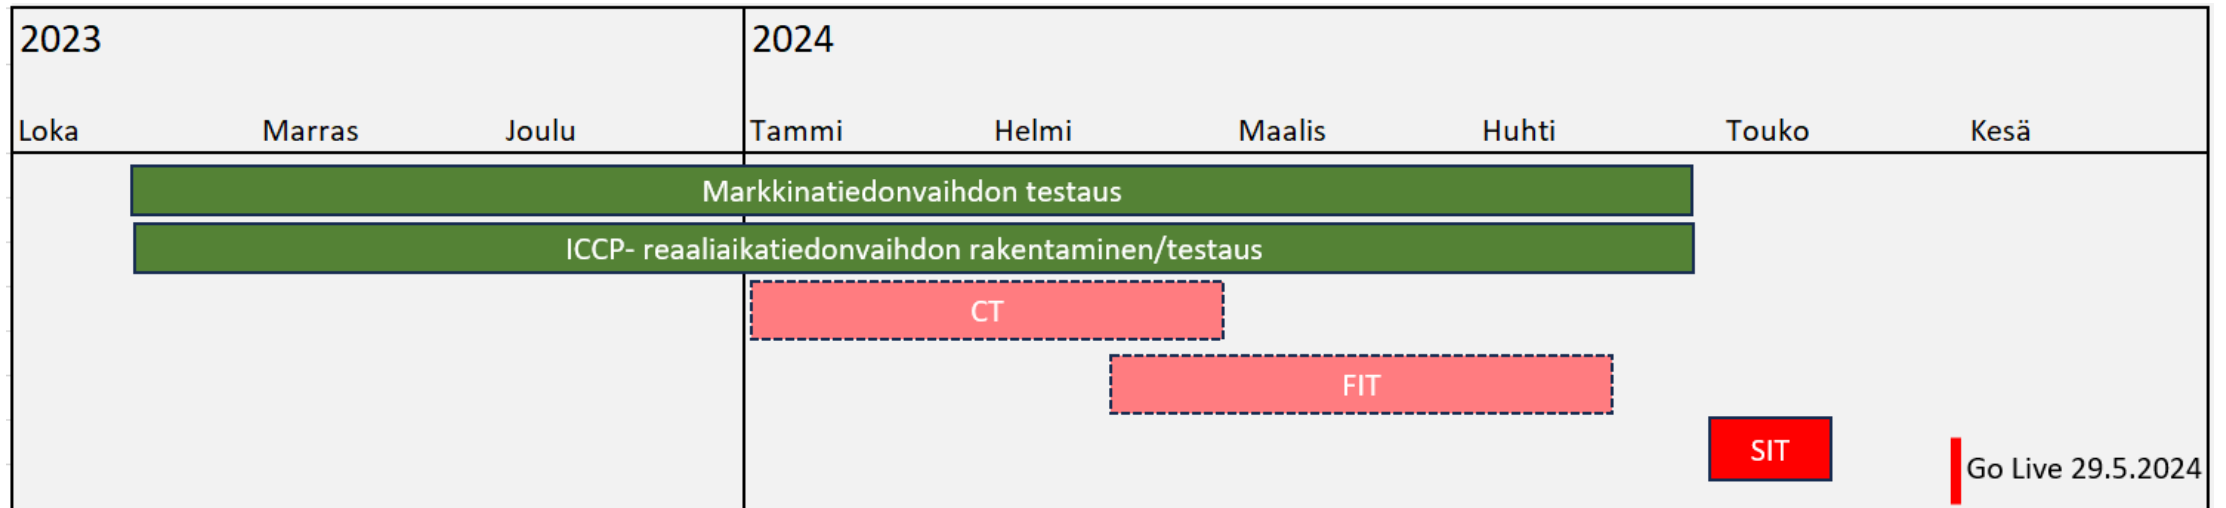 2023
2024
Loka Marras Joulu Tammi Helmi Maalis Huhti Touko Kesä
Markkinatiedonvaihdon testaus
ICCP- reaaliaikatiedonvaihdon rakentaminen/testaus
CT
FIT
SIT
Go Live 29.5.2024